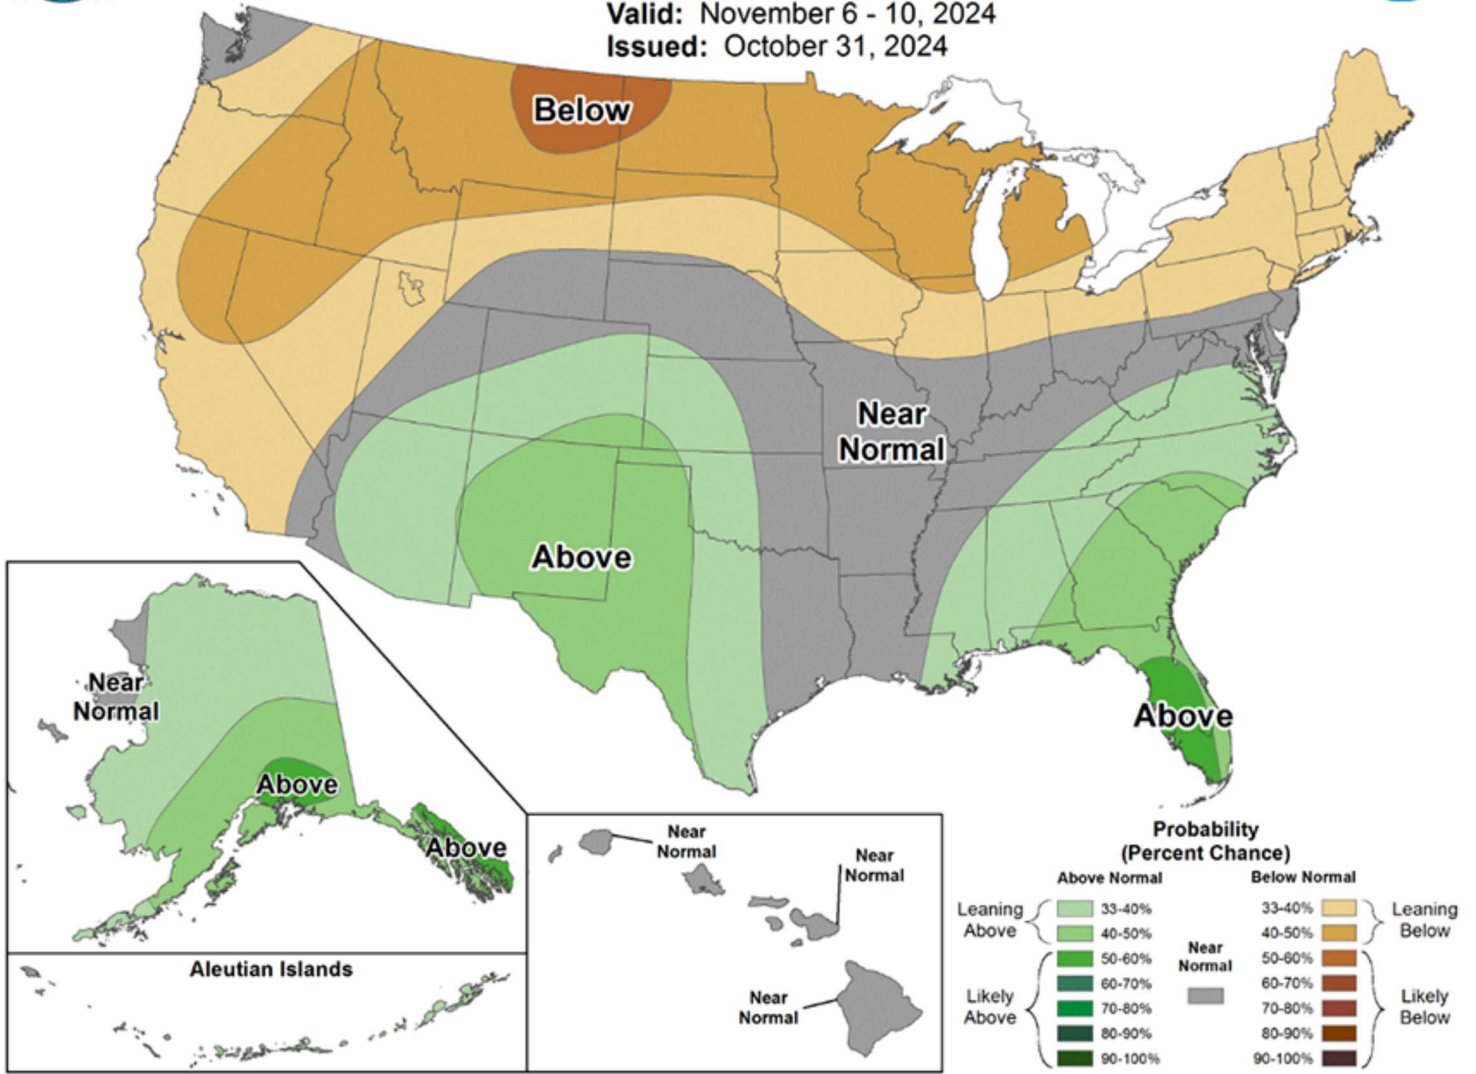 Valid: November 6 - 10, 2024
Issued: October 31, 2024
Below
Near
Normal
Above
Above
Near
Normal
Above
Above
Aleutian Islands
Near
Normal
Near
Normal
Near
Normal
Probability
(Percent Chance)
Above Normal
Below Normal
Leaning
Above
33-40%
40-50%
33-40%
40-50%
Leaning
Below
Near
Normal
Likely
Above
50-60%
60-70%
70-80%
80-90%
90-100%
50-60%
60-70%
70-80%
80-90%
90-100%
Likely
Below